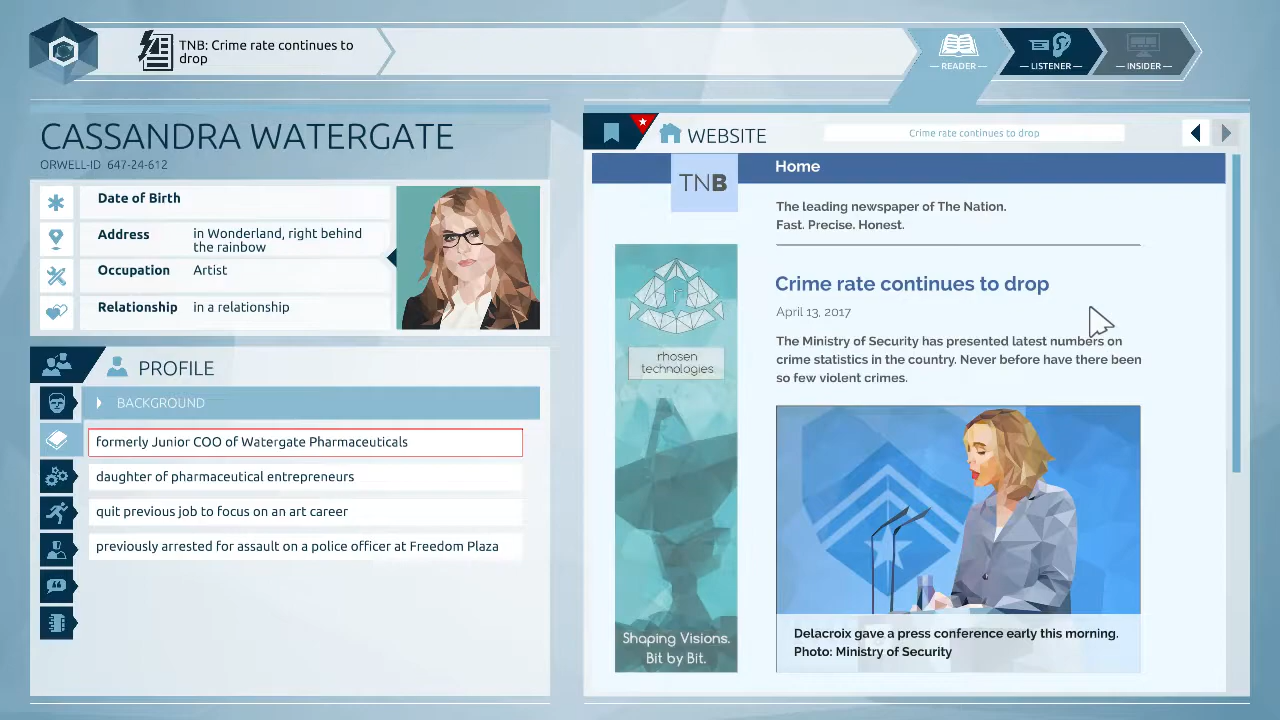 TNB: Crime rate continues to
drop
READER
LISTENER
INSIDER
CASSANDRA WATERGATE
ORWELL-ID 647-24-612
Date of Birth
Address in Wonderland, right behind
the rainbow
Occupation Artist
Relationship in a relationship
PROFILE
BACKGROUND
formerly Junior COO of Watergate Pharmaceuticals
daughter of pharmaceutical entrepreneurs
quit previous job to focus on an art career
previously arrested for assault on a police officer at Freedom Plaza
WEBSITE
Crime rate continues to drop
TNB
Home
The leading newspaper of The Nation.
Fast. Precise. Honest.
rhosen
technologies
Shaping Visions.
Bit by Bit.
Crime rate continues to drop
April 13, 2017
The Ministry of Security has presented latest numbers on
crime statistics in the country. Never before have there been
so few violent crimes.
Delacroix gave a press conference early this morning.
Photo: Ministry of Security